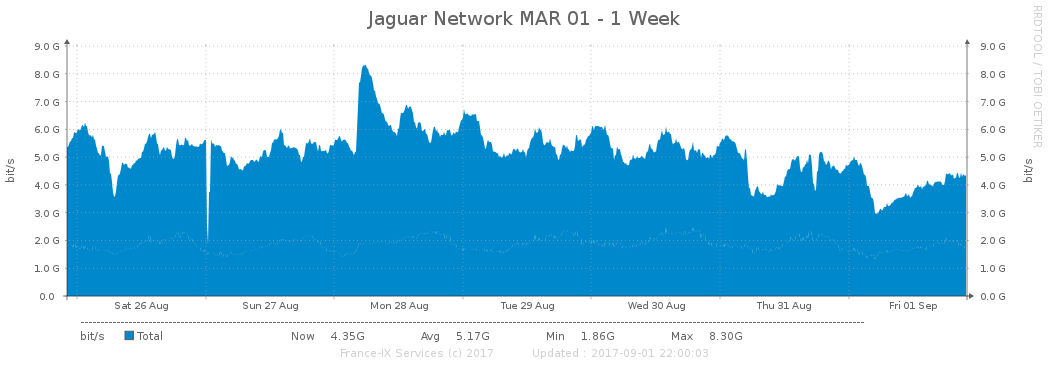 Jaguar Network MAR 01 - 1 Week
RRDTOOL / TOBI OETIKER
bit/s
9.0 G 9.0 G
8.0 G 8.0 G
7.0 G 7.0 G
6.0 G 6.0 G
5.0 G 5.0 G
4.0 G 4.0 G
3.0 G 3.0 G
2.0 G 2.0 G
1.0 G 1.0 G
0.0 0.0 G
bit/s
Sat 26 Aug Sun 27 Aug Mon 28 Aug Tue 29 Aug Wed 30 Aug Thu 31 Aug Fri 01 Sep
bit/s Total Now 4.35G Avg 5.17G Min 1.86G Max 8.30G
France-IX Services (c) 2017 Updated : 2017-09-01 22:00:03